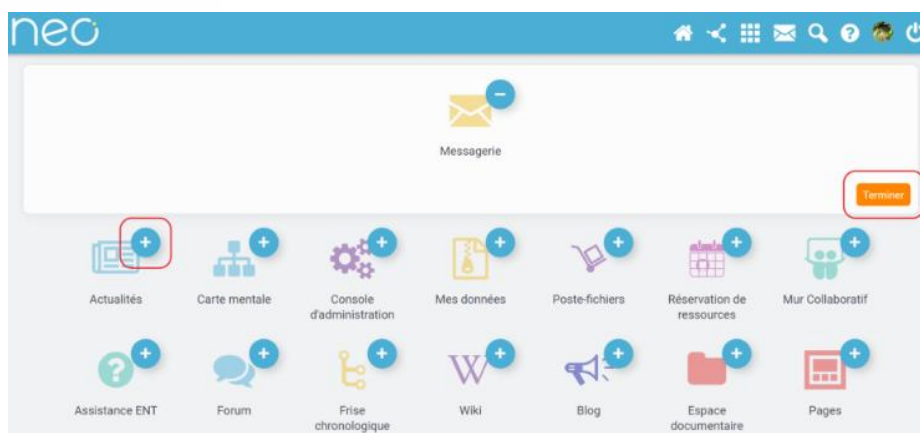 neo
Messagerie
Terminer
Actualités
Carte mentale
Console
d'administration
Mes données
Poste-fichiers
Réservation de
ressources
Mur Collaboratif
Assistance ENT
Forum
Frise
chronologique
Wiki
Blog
Espace
documentaire
Pages